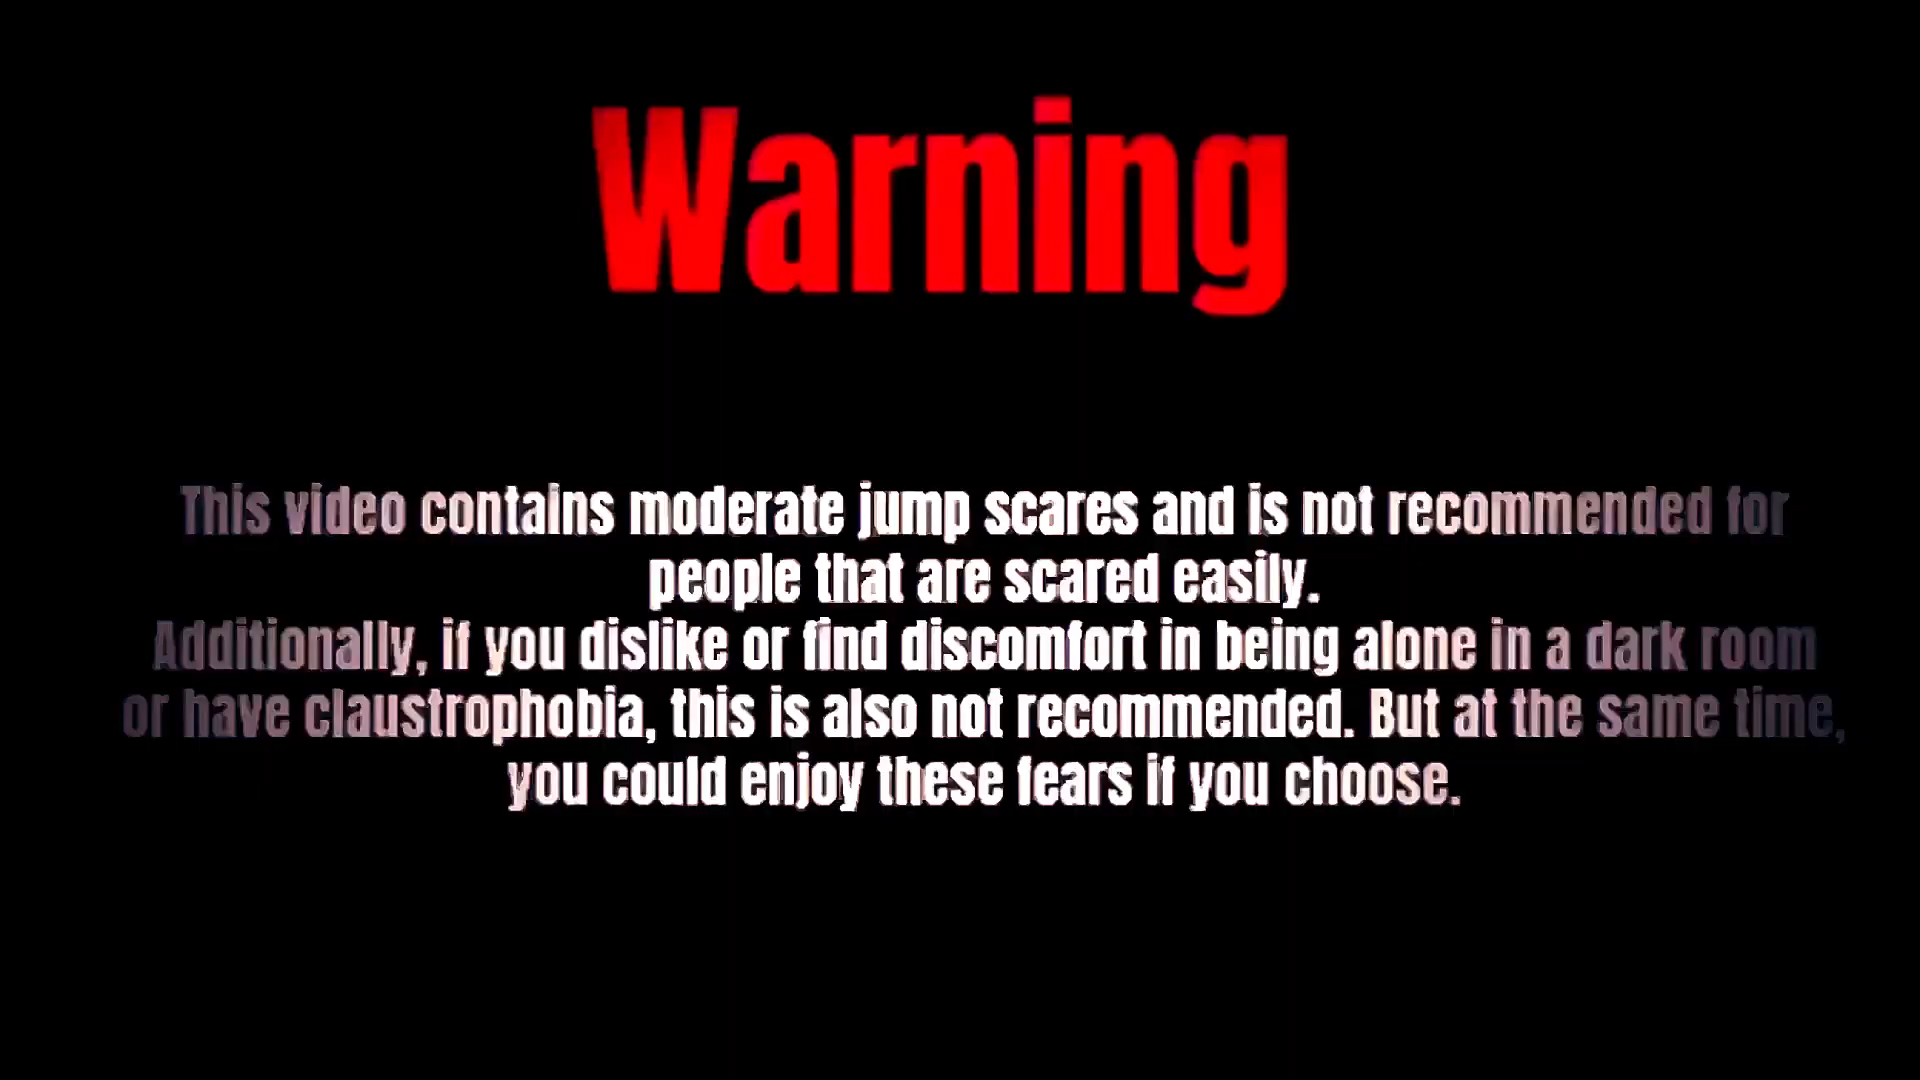 Warning
This video contains moderate jump scares and is not recommended for
people that are scared easily.
Additionally, if you dislike or find discomfort in being alone in a dark room
or have claustrophobia, this is also not recommended. But at the same time,
you could enjoy these fears if you choose.